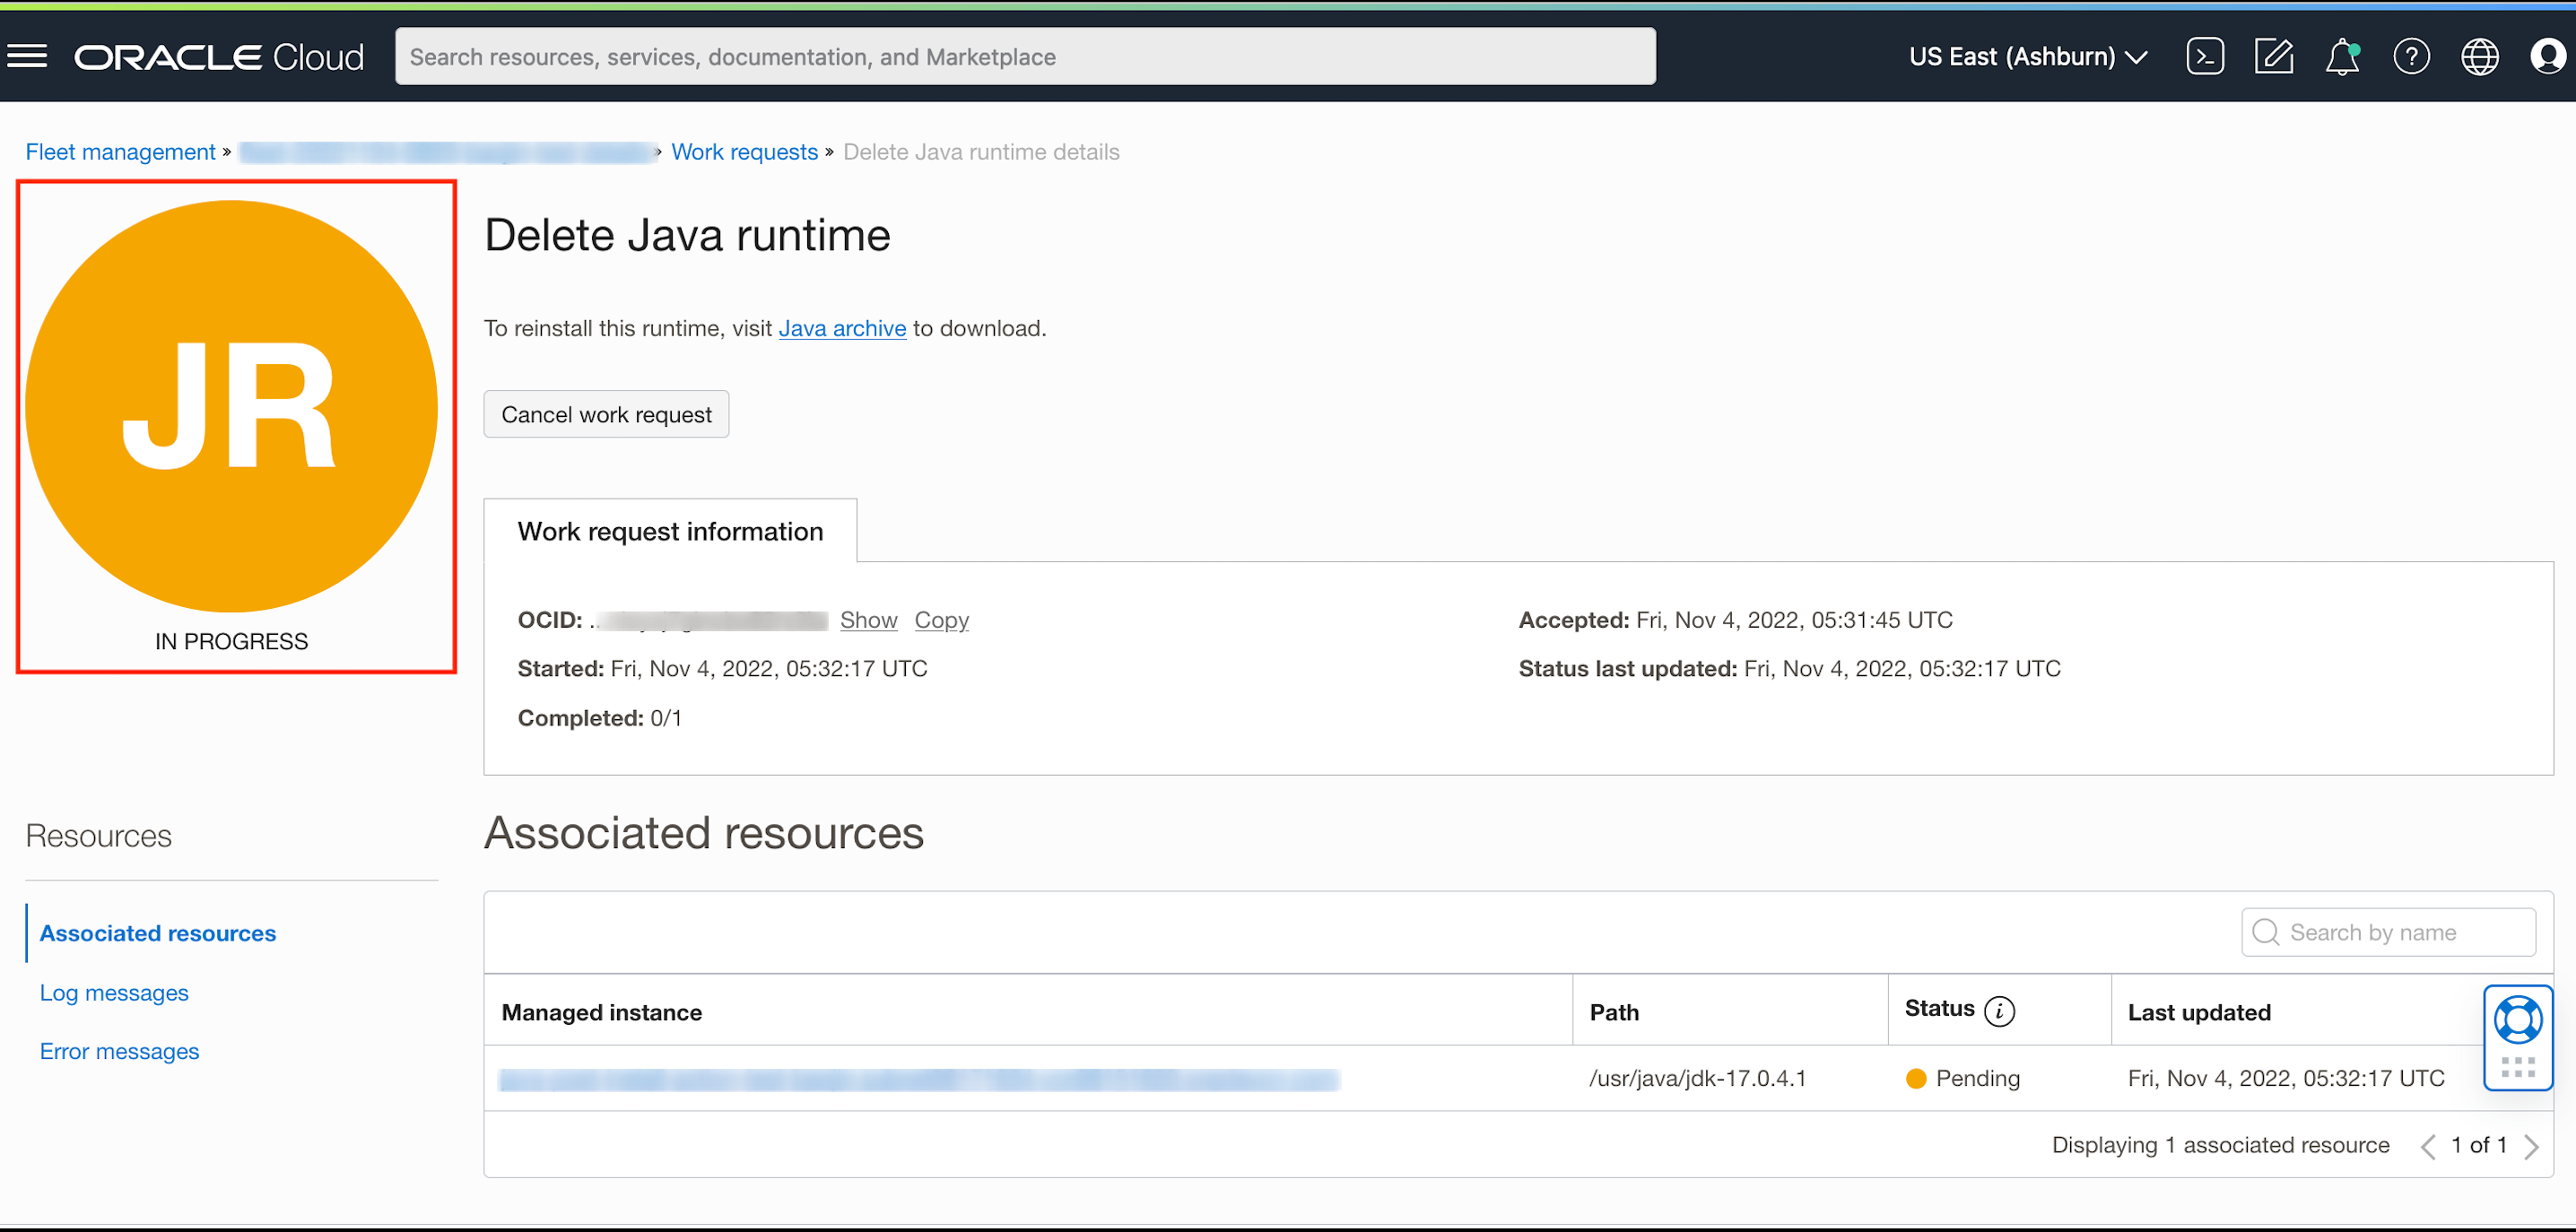 ORACLE Cloud
Search resources, services, documentation, and Marketplace
US East (Ashburn)
Fleet management » » Work requests » Delete Java runtime details
JR
IN PROGRESS
Delete Java runtime
To reinstall this runtime, visit Java archive to download.
Cancel work request
Work request information
OCID: Show Copy
Accepted: Fri, Nov 4, 2022, 05:31:45 UTC
Started: Fri, Nov 4, 2022, 05:32:17 UTC
Status last updated: Fri, Nov 4, 2022, 05:32:17 UTC
Completed: 0/1
Resources
Associated resources
Log messages
Error messages
Associated resources
Search by name
Managed instance Path Status i Last updated
/usr/java/jdk-17.0.4.1 Pending Fri, Nov 4, 2022, 05:32:17 UTC
Displaying 1 associated resource < 1 of 1 >